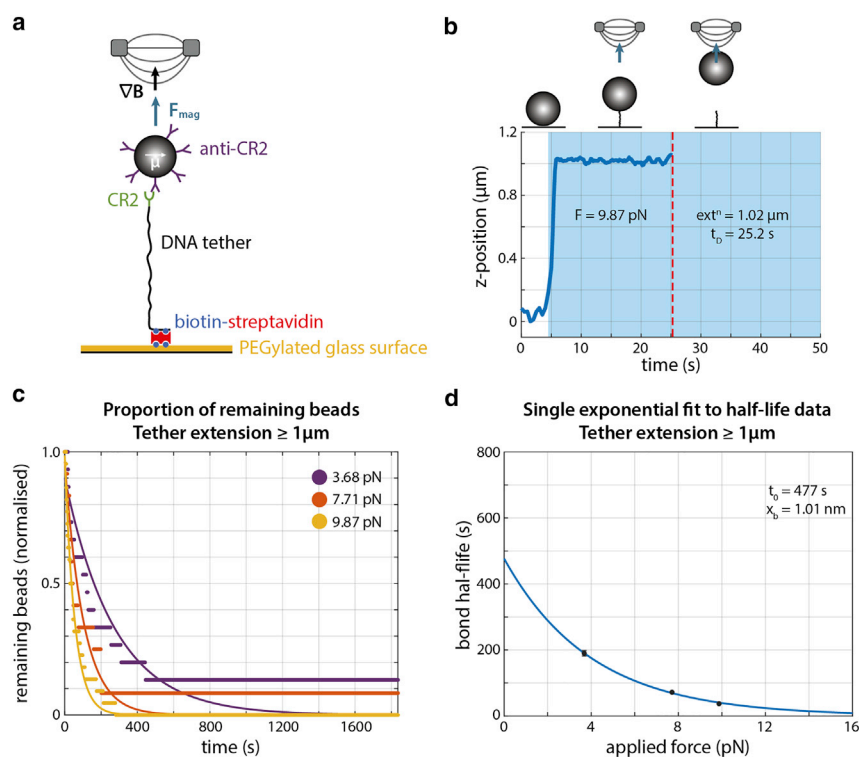 a
∇B
F_mag
anti-CR2
μ
CR2
DNA tether
biotin-streptavidin
PEGylated glass surface
b
1.2
1.0
0.8
0.4
0
z-position (μm)
F = 9.87 pN
extⁿ = 1.02 μm
t_D = 25.2 s
0 10 20 30 40 50
time (s)
c
Proportion of remaining beads
Tether extension ≥ 1μm
1.0
0.5
0
remaining beads (normalised)
3.68 pN
7.71 pN
9.87 pN
0 400 800 1200 1600
time (s)
d
Single exponential fit to half-life data
Tether extension ≥ 1μm
800
600
400
200
0
bond hal-flife (s)
t₀ = 477 s
x_b = 1.01 nm
0 4 8 12 16
applied force (pN)